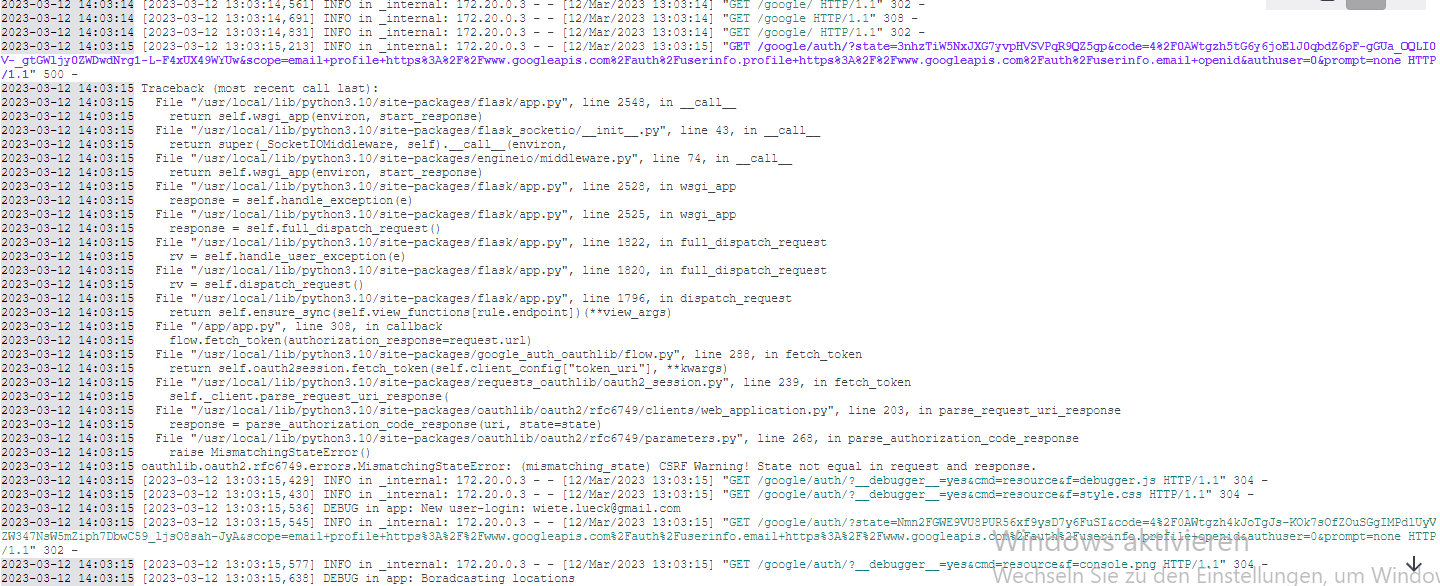 2023-03-12 14:03:14 [2023-03-12 13:03:14,561] INFO in _internal: 172.20.0.3 - - [12/Mar/2023 13:03:14] "GET /google/ HTTP/1.1" 302 -
2023-03-12 14:03:14 [2023-03-12 13:03:14,691] INFO in _internal: 172.20.0.3 - - [12/Mar/2023 13:03:14] "GET /google HTTP/1.1" 308 -
2023-03-12 14:03:14 [2023-03-12 13:03:14,831] INFO in _internal: 172.20.0.3 - - [12/Mar/2023 13:03:14] "GET /google/ HTTP/1.1" 302 -
2023-03-12 14:03:15 [2023-03-12 13:03:15,213] INFO in _internal: 172.20.0.3 - - [12/Mar/2023 13:03:15] "GET
&scope=email+profile+https%3A%2F%2Fwww.googleapis.com%2Fauth%2Fuserinfo.profile+https%3A%2F%2Fwww.googleapis.com%2Fauth%2Fuserinfo.email+openid&authuser=0&prompt=none HTTP
/1.1" 500 -
2023-03-12 14:03:15 Traceback (most recent call last):
2023-03-12 14:03:15   File "/usr/local/lib/python3.10/site-packages/flask/app.py", line 2548, in __call__
2023-03-12 14:03:15     return self.wsgi_app(environ, start_response)
2023-03-12 14:03:15   File "/usr/local/lib/python3.10/site-packages/flask_socketio/__init__.py", line 43, in __call__
2023-03-12 14:03:15     return super(_SocketIOMiddleware, self).__call__(environ,
2023-03-12 14:03:15   File "/usr/local/lib/python3.10/site-packages/engineio/middleware.py", line 74, in __call__
2023-03-12 14:03:15     return self.wsgi_app(environ, start_response)
2023-03-12 14:03:15   File "/usr/local/lib/python3.10/site-packages/flask/app.py", line 2528, in wsgi_app
2023-03-12 14:03:15     response = self.handle_exception(e)
2023-03-12 14:03:15   File "/usr/local/lib/python3.10/site-packages/flask/app.py", line 2525, in wsgi_app
2023-03-12 14:03:15     response = self.full_dispatch_request()
2023-03-12 14:03:15   File "/usr/local/lib/python3.10/site-packages/flask/app.py", line 1822, in full_dispatch_request
2023-03-12 14:03:15     rv = self.handle_user_exception(e)
2023-03-12 14:03:15   File "/usr/local/lib/python3.10/site-packages/flask/app.py", line 1820, in full_dispatch_request
2023-03-12 14:03:15     rv = self.dispatch_request()
2023-03-12 14:03:15   File "/usr/local/lib/python3.10/site-packages/flask/app.py", line 1796, in dispatch_request
2023-03-12 14:03:15     return self.ensure_sync(self.view_functions[rule.endpoint])(**view_args)
2023-03-12 14:03:15   File "/app/app.py", line 308, in callback
2023-03-12 14:03:15     flow.fetch_token(authorization_response=request.url)
2023-03-12 14:03:15   File "/usr/local/lib/python3.10/site-packages/google_auth_oauthlib/flow.py", line 288, in fetch_token
2023-03-12 14:03:15     return self.oauth2session.fetch_token(self.client_config["token_uri"], **kwargs)
2023-03-12 14:03:15   File "/usr/local/lib/python3.10/site-packages/requests_oauthlib/oauth2_session.py", line 239, in fetch_token
2023-03-12 14:03:15     self._client.parse_request_uri_response(
2023-03-12 14:03:15   File "/usr/local/lib/python3.10/site-packages/oauthlib/oauth2/rfc6749/clients/web_application.py", line 203, in parse_request_uri_response
2023-03-12 14:03:15     response = parse_authorization_code_response(uri, state=state)
2023-03-12 14:03:15   File "/usr/local/lib/python3.10/site-packages/oauthlib/oauth2/rfc6749/parameters.py", line 268, in parse_authorization_code_response
2023-03-12 14:03:15     raise MismatchingStateError()
2023-03-12 14:03:15 oauthlib.oauth2.rfc6749.errors.MismatchingStateError: (mismatching_state) CSRF Warning! State not equal in request and response.
2023-03-12 14:03:15 [2023-03-12 13:03:15,429] INFO in _internal: 172.20.0.3 - - [12/Mar/2023 13:03:15] "GET /google/auth/?__debugger__=yes&cmd=resource&f=debugger.js HTTP/1.1" 304 -
2023-03-12 14:03:15 [2023-03-12 13:03:15,430] INFO in _internal: 172.20.0.3 - - [12/Mar/2023 13:03:15] "GET /google/auth/?__debugger__=yes&cmd=resource&f=style.css HTTP/1.1" 304 -
2023-03-12 14:03:15 [2023-03-12 13:03:15,536] DEBUG in app: New user-login: wiete.lueck@gmail.com
2023-03-12 14:03:15 [2023-03-12 13:03:15,545] INFO in _internal: 172.20.0.3 - - [12/Mar/2023 13:03:15] "GET
&scope=email+profile+https%3A%2F%2Fwww.googleapis.com%2Fauth%2Fuserinfo.email+https%3A%2F%2Fwww.googleapis.com%2Fauth%2Fuserinfo.profile+openid&authuser=0&prompt=none HTTP
/1.1" 302 -
Windows aktivieren
2023-03-12 14:03:15 [2023-03-12 13:03:15,577] INFO in _internal: 172.20.0.3 - - [12/Mar/2023 13:03:15] "GET /google/auth/?__debugger__=yes&cmd=resource&f=console.png HTTP/1.1" 304 -
2023-03-12 14:03:15 [2023-03-12 13:03:15,638] DEBUG in app: Boradcasting locations
Wechseln Sie zu den Einstellungen, um Window